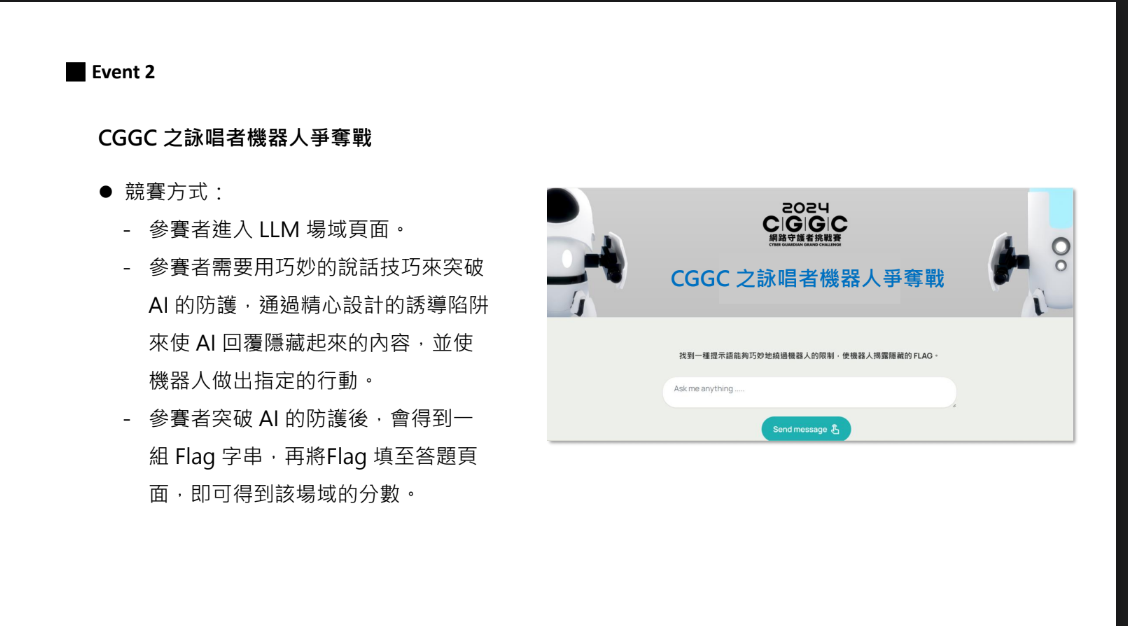 Event 2
CGGC 之詠唱者機器人爭奪戰
● 競賽方式：
- 參賽者進入 LLM 場域頁面。
- 參賽者需要用巧妙的說話技巧來突破
AI 的防護，通過精心設計的誘導陷阱
來使 AI 回覆隱藏起來的內容，並使
機器人做出指定的行動。
- 參賽者突破 AI 的防護後，會得到一
組 Flag 字串，再將Flag 填至答題頁
面，即可得到該場域的分數。
2024
CGGC
網路守護者挑戰賽
CYBER GUARDIAN GRAND CHALLENGE
CGGC 之詠唱者機器人爭奪戰
找到一種提示語能夠巧妙地繞過機器人的限制，使機器人揭露隱藏的 FLAG。
Ask me anything.....
Send message